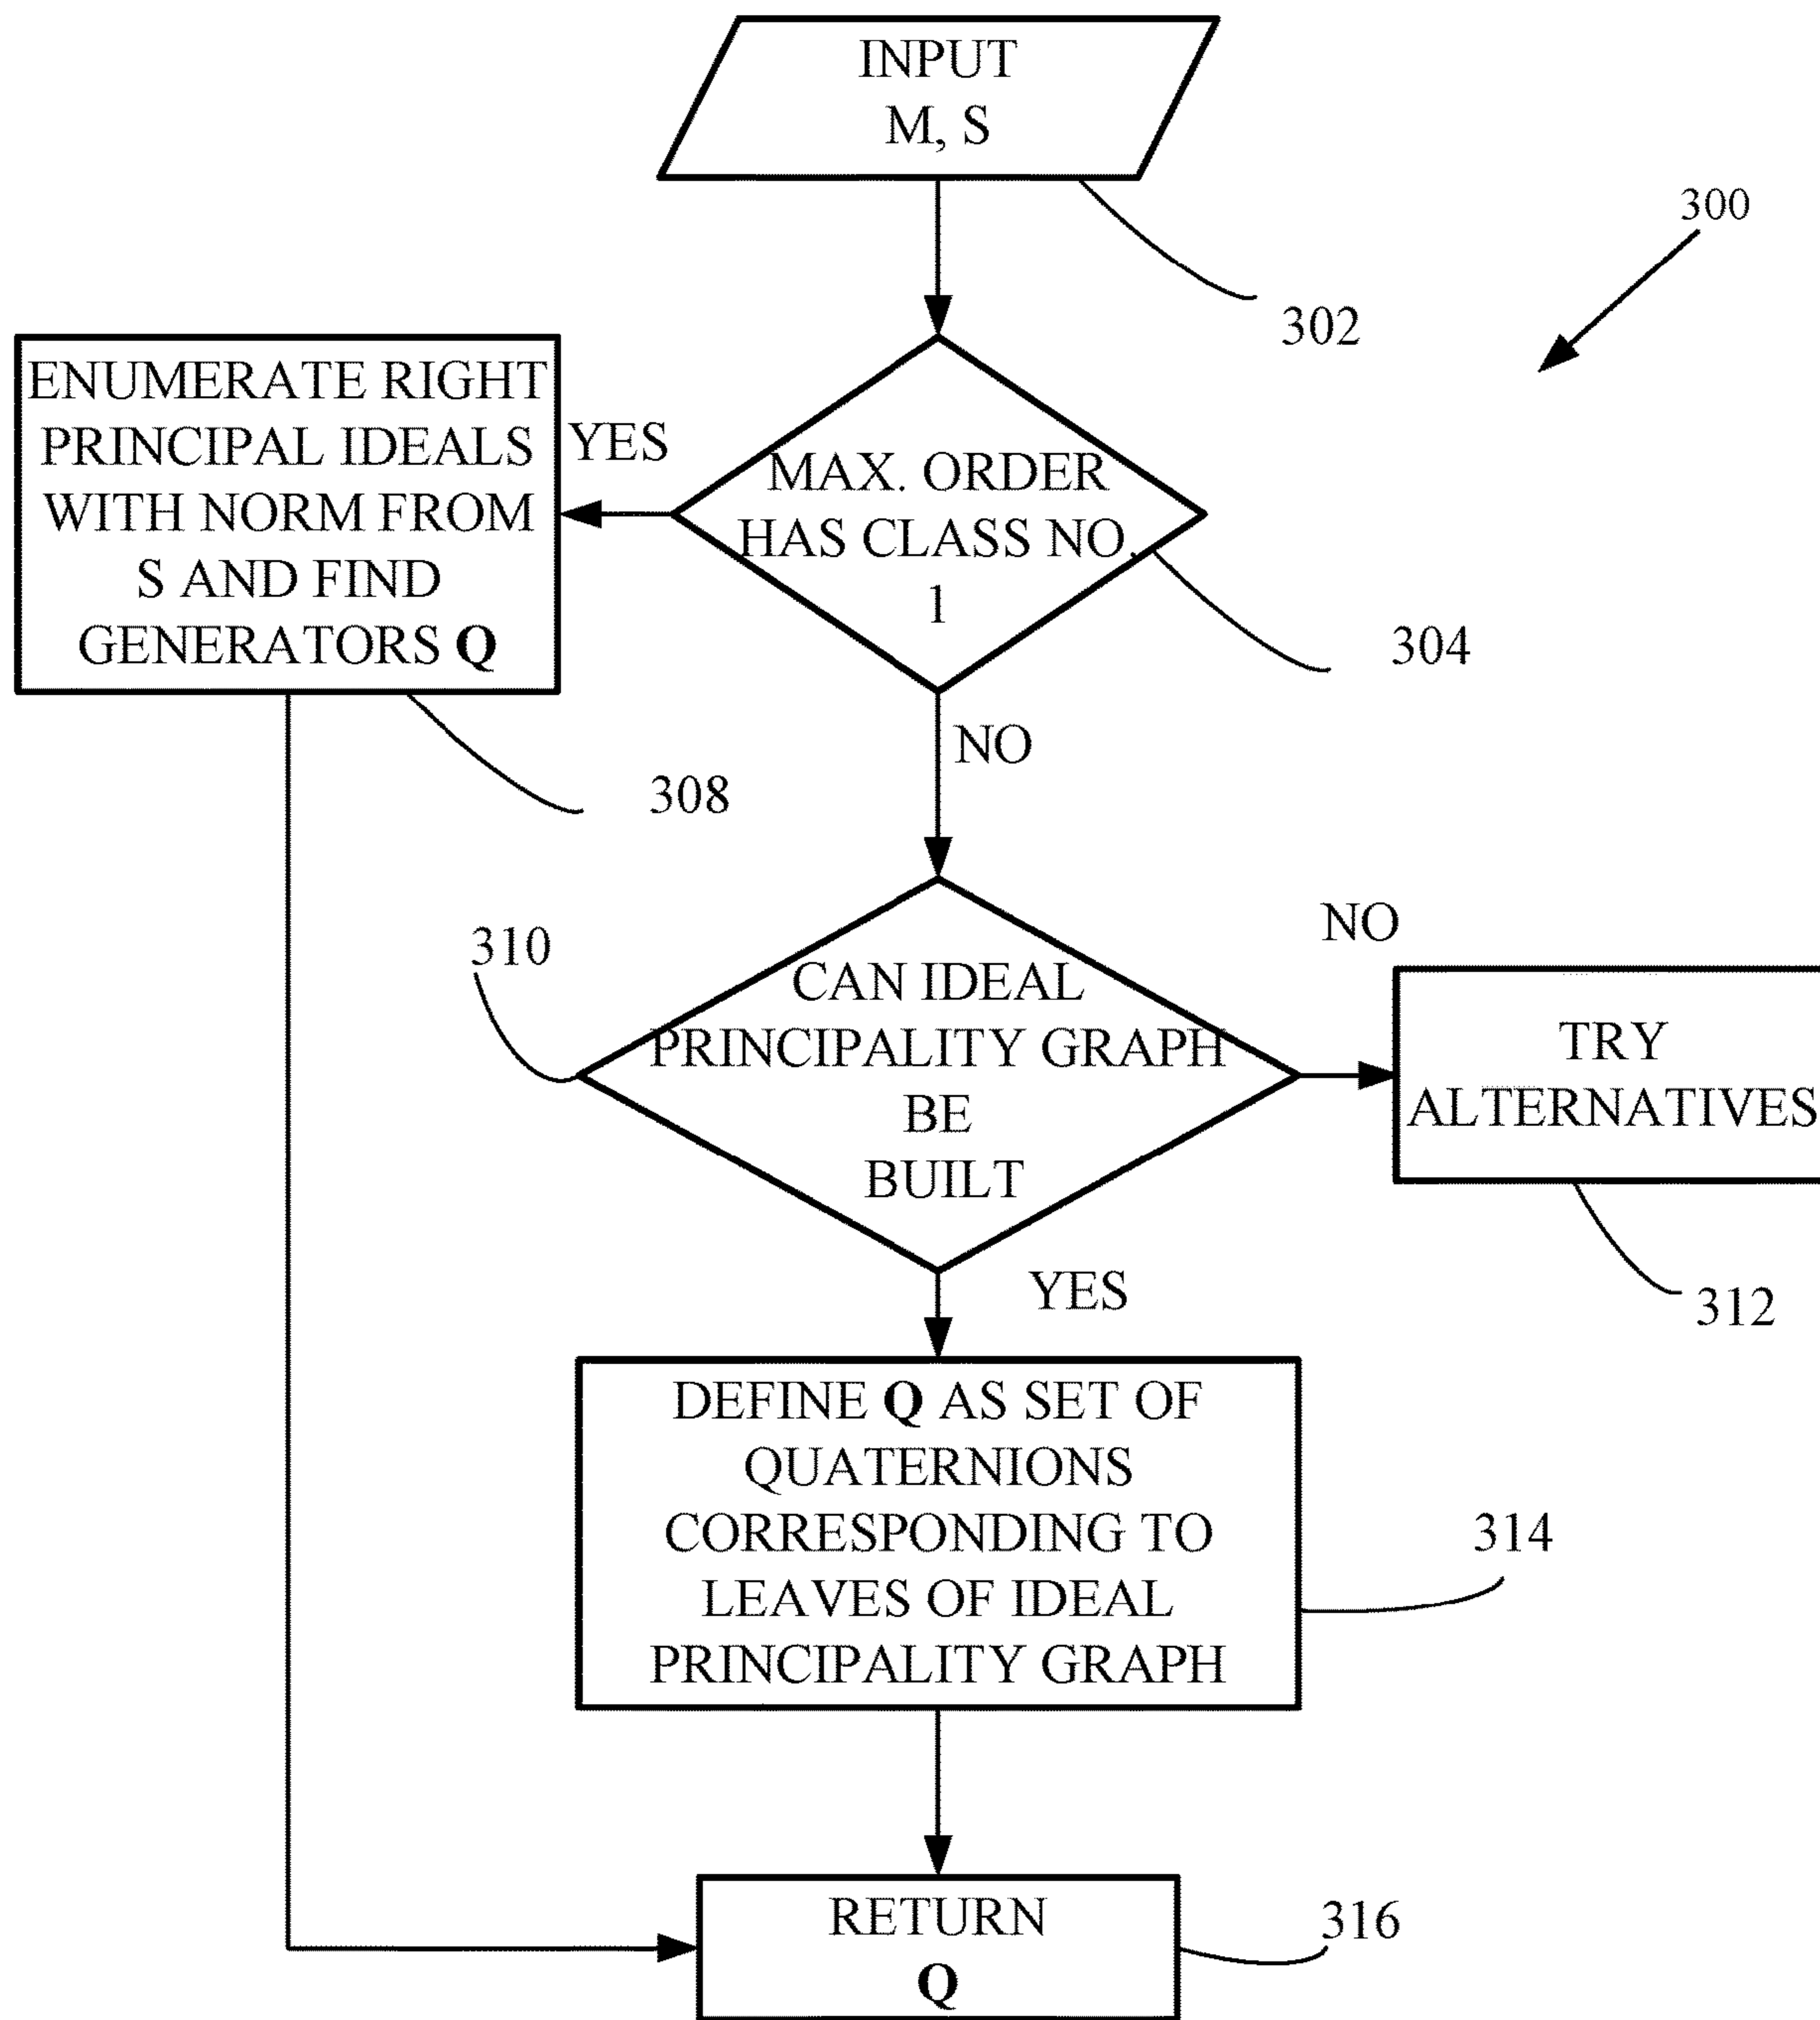 INPUT
M, S
300
302
ENUMERATE RIGHT
PRINCIPAL IDEALS
WITH NORM FROM
S AND FIND
GENERATORS Q
YES
MAX. ORDER
HAS CLASS NO.
1
304
308
NO
310
CAN IDEAL
PRINCIPALITY GRAPH
BE
BUILT
NO
TRY
ALTERNATIVES
312
YES
DEFINE Q AS SET OF
QUATERNIONS
CORRESPONDING TO
LEAVES OF IDEAL
PRINCIPALITY GRAPH
314
RETURN
Q
316